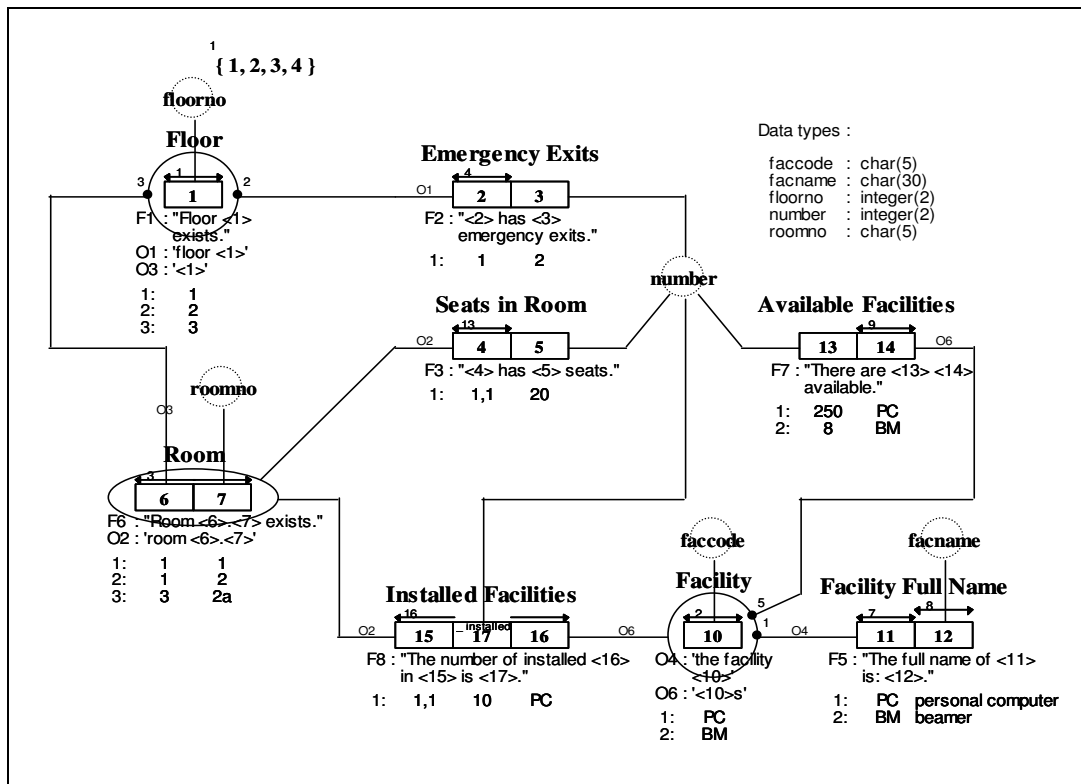 1
{ 1, 2, 3, 4 }
floorno
Floor
1
3
1
2
F1 : "Floor <1>
exists."
O1 : 'floor <1>'
O3 : '<1>'
1: 1
2: 2
3: 3
Emergency Exits
O1
4
2 3
F2 : "<2> has <3>
emergency exits."
1: 1 2
Data types :
faccode : char(5)
facname : char(30)
floorno : integer(2)
number : integer(2)
roomno : char(5)
number
Seats in Room
O2
13
4 5
F3 : "<4> has <5> seats."
1: 1,1 20
Available Facilities
9
13 14
O6
F7 : "There are <13> <14>
available."
1: 250 PC
2: 8 BM
roomno
O3
Room
3
6 7
F6 : "Room <6>.<7> exists."
O2 : 'room <6>.<7>'
1: 1 1
2: 1 2
3: 3 2a
Installed Facilities
O2
16
_ installed
15 17 16
O6
F8 : "The number of installed <16>
in <15> is <17>."
1: 1,1 10 PC
faccode
Facility
2
5
1
10
O4 : 'the facility
<10>'
O6 : '<10>s'
1: PC
2: BM
facname
Facility Full Name
O4
7 8
11 12
F5 : "The full name of <11>
is: <12>."
1: PC personal computer
2: BM beamer